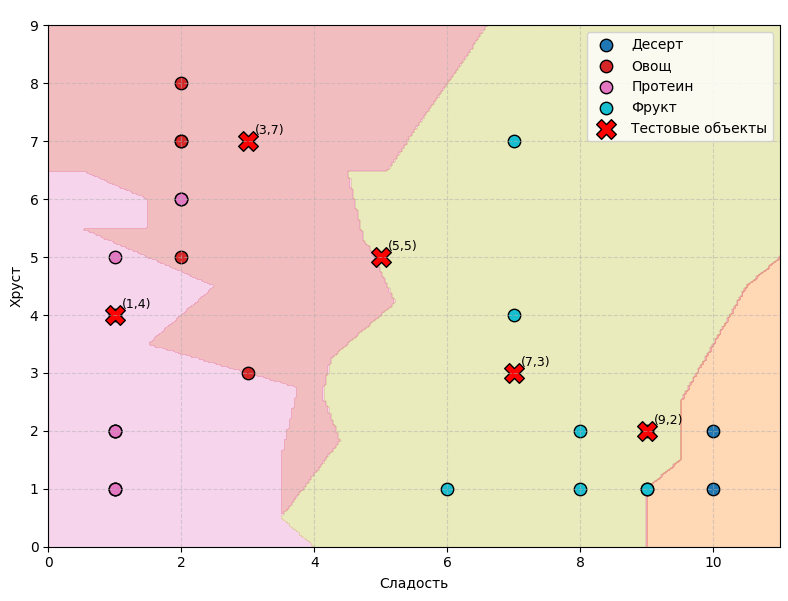 9
8
7
6
5
4
3
2
1
0
Хруст
Десерт
Овощ
Протеин
Фрукт
Тестовые объекты
(3,7)
(5,5)
(1,4)
(7,3)
(9,2)
0 2 4 6 8 10
Сладость